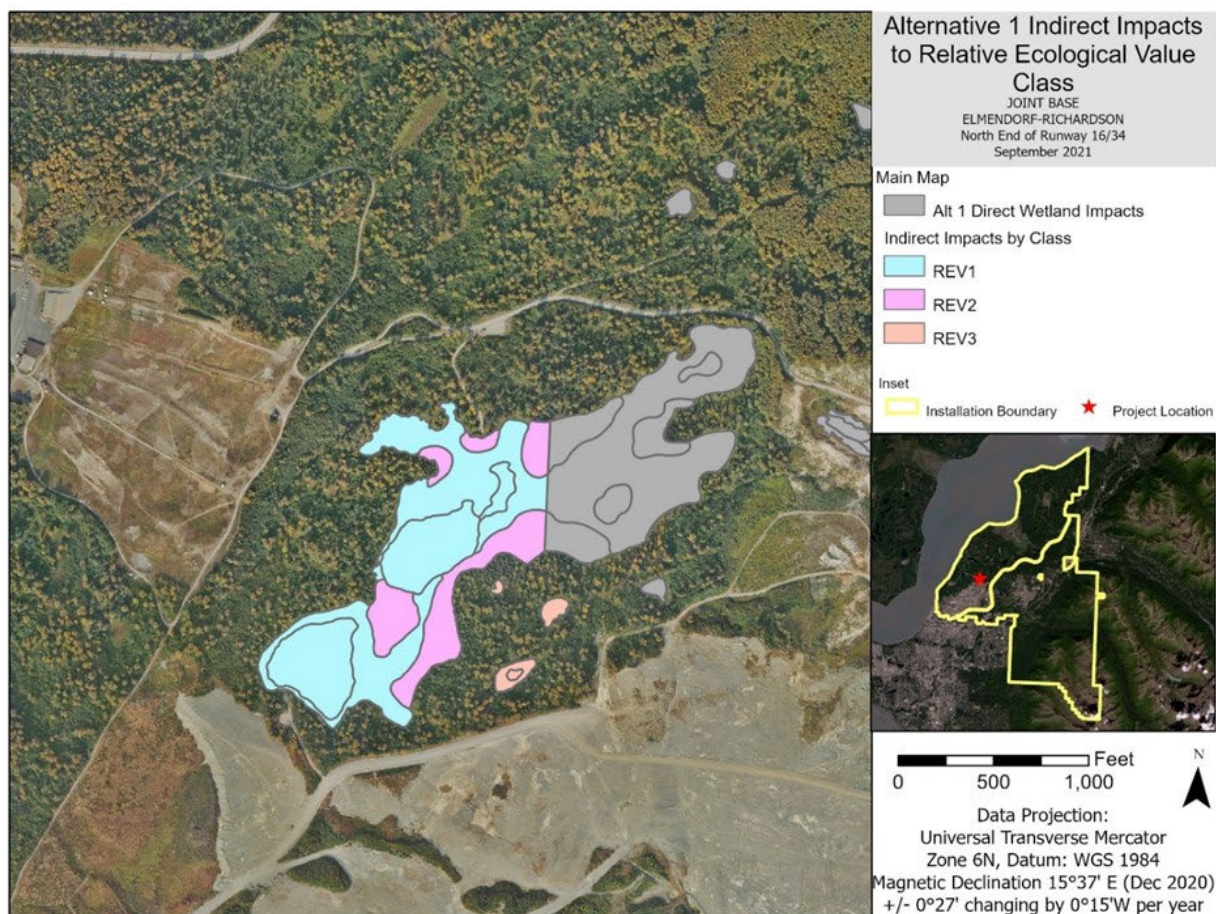 Alternative 1 Indirect Impacts
to Relative Ecological Value
Class
JOINT BASE
ELMENDORF-RICHARDSON
North End of Runway 16/34
September 2021
Main Map
Alt 1 Direct Wetland Impacts
Indirect Impacts by Class
REV1
REV2
REV3
Inset
Installation Boundary
Project Location
Feet
0 500 1,000
N
Data Projection:
Universal Transverse Mercator
Zone 6N, Datum: WGS 1984
Magnetic Declination 15°37' E (Dec 2020)
+/- 0°27' changing by 0°15'W per year